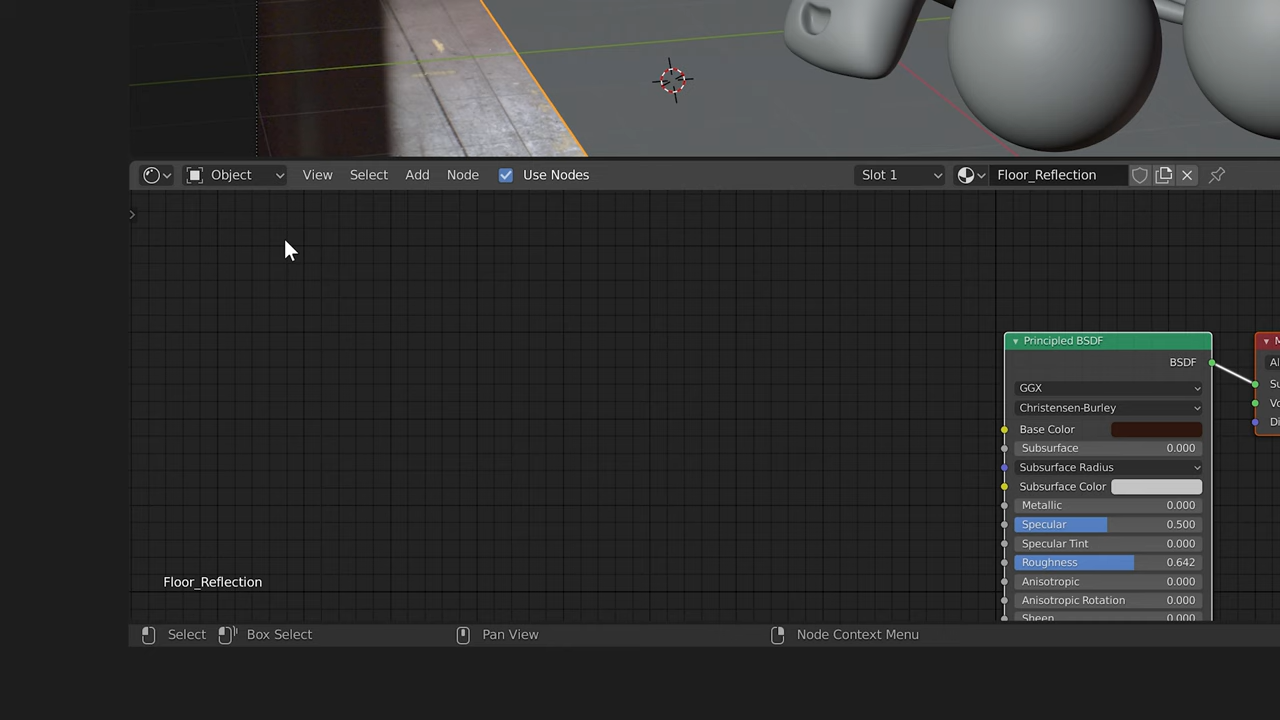 Object View Select Add Node Use Nodes Slot 1 Floor_Reflection
Principled BSDF
BSDF
GGX
Christensen-Burley
Base Color
Subsurface 0.000
Subsurface Radius
Subsurface Color
Metallic 0.000
Specular 0.500
Specular Tint 0.000
Roughness 0.642
Anisotropic 0.000
Anisotropic Rotation 0.000
Sheen 0.000
Floor_Reflection
Select Box Select Pan View Node Context Menu